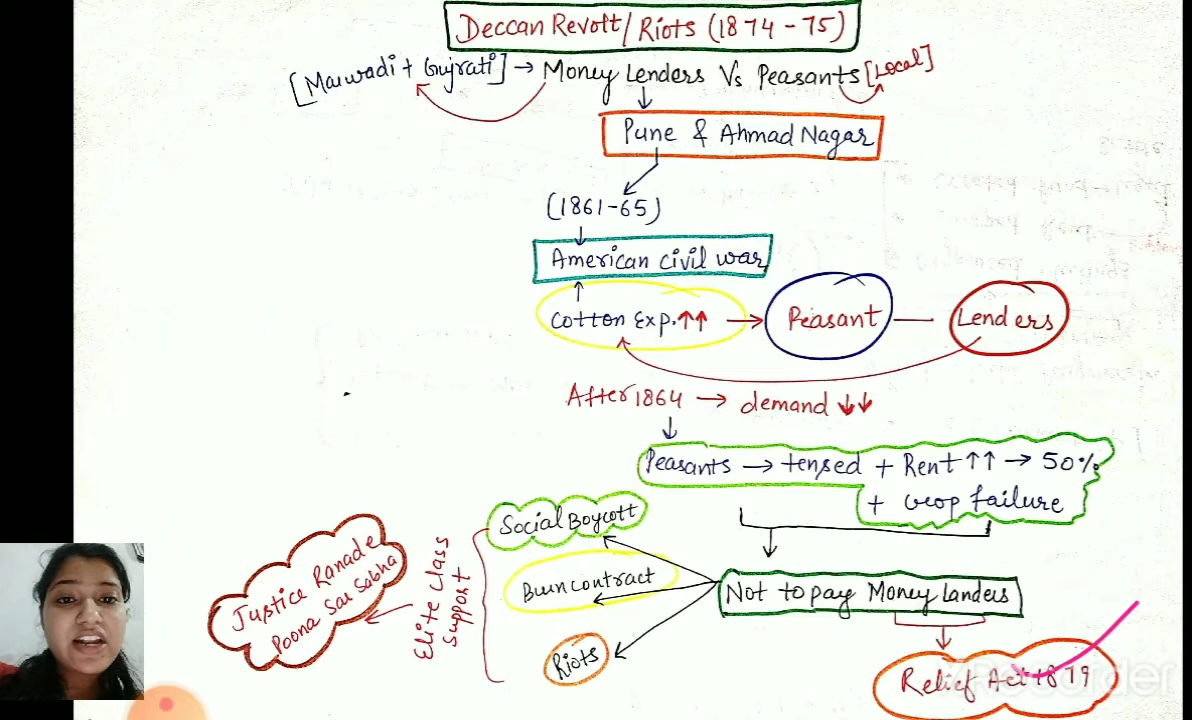 Deccan Revolt/Riots (1874-75)
[Marwadi + Gujrati] → Money Lenders Vs Peasants [Local]
Pune & Ahmad Nagar
(1861-65)
American civil war
Cotton Exp. ↑↑ → Peasant — Lenders
After 1864 → demand ↓↓
Peasants → tensed + Rent ↑↑ → 50%
+ crop failure
Social Boycott
Burn contract
Riots
Not to pay Money Landers
Elite Class
Support
Justice Ranade
Poona Sar Sabha
Relief Act 1879
Recorder